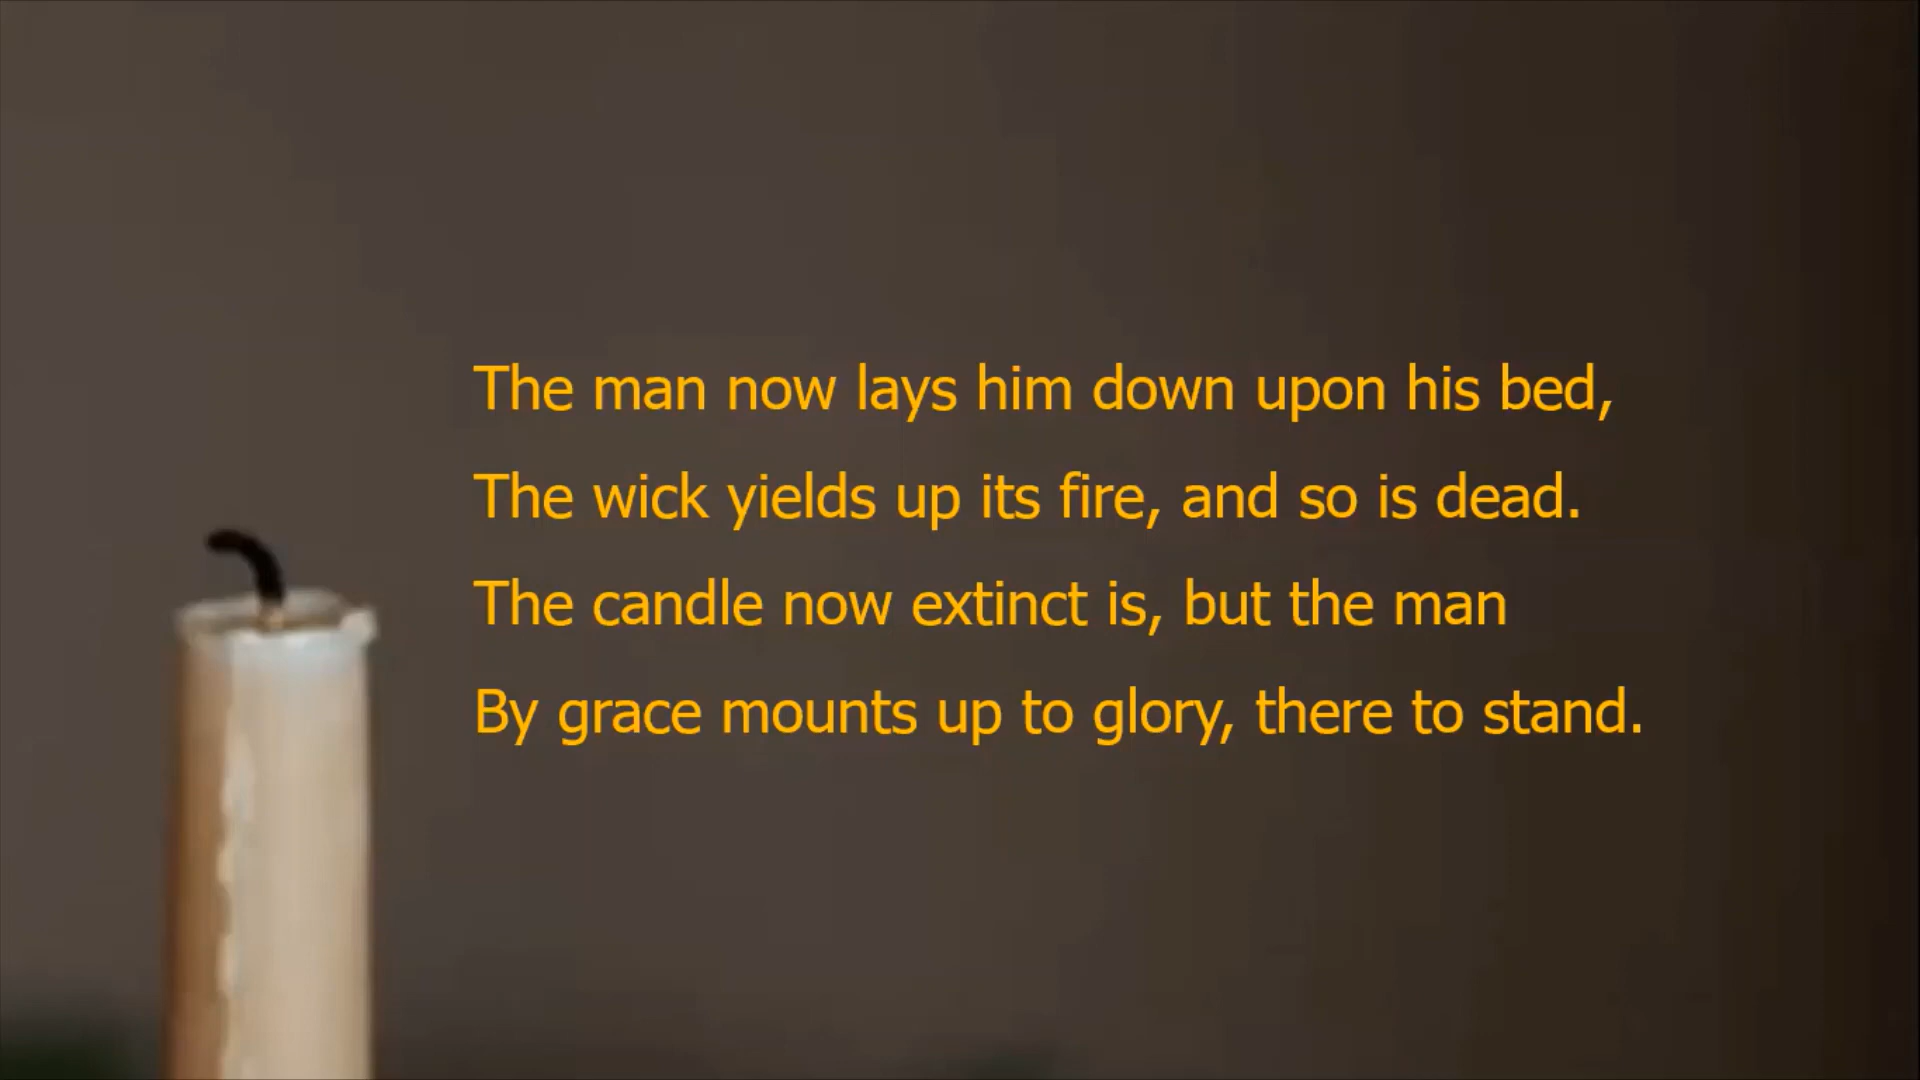 The man now lays him down upon his bed,
The wick yields up its fire, and so is dead.
The candle now extinct is, but the man
By grace mounts up to glory, there to stand.